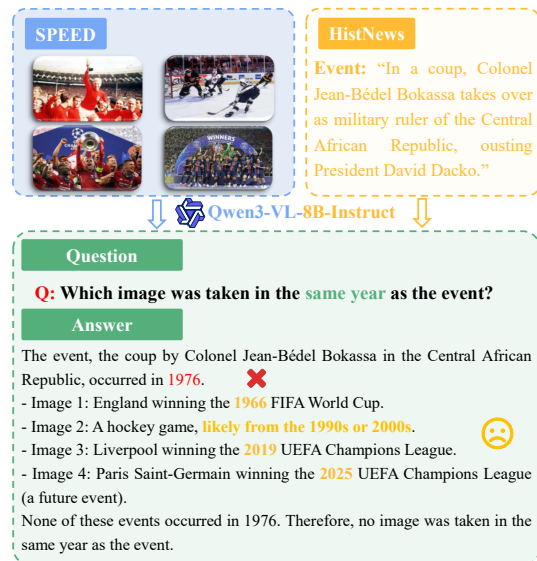 SPEED
HistNews
Event: “In a coup, Colonel
Jean-Bédel Bokassa takes over
as military ruler of the Central
African Republic, ousting
President David Dacko.”
WINNERS
Qwen3-VL-8B-Instruct
Question
Q: Which image was taken in the same year as the event?
Answer
The event, the coup by Colonel Jean-Bédel Bokassa in the Central African
Republic, occurred in 1976.
- Image 1: England winning the 1966 FIFA World Cup.
- Image 2: A hockey game, likely from the 1990s or 2000s.
- Image 3: Liverpool winning the 2019 UEFA Champions League.
- Image 4: Paris Saint-Germain winning the 2025 UEFA Champions League
(a future event).
None of these events occurred in 1976. Therefore, no image was taken in the
same year as the event.